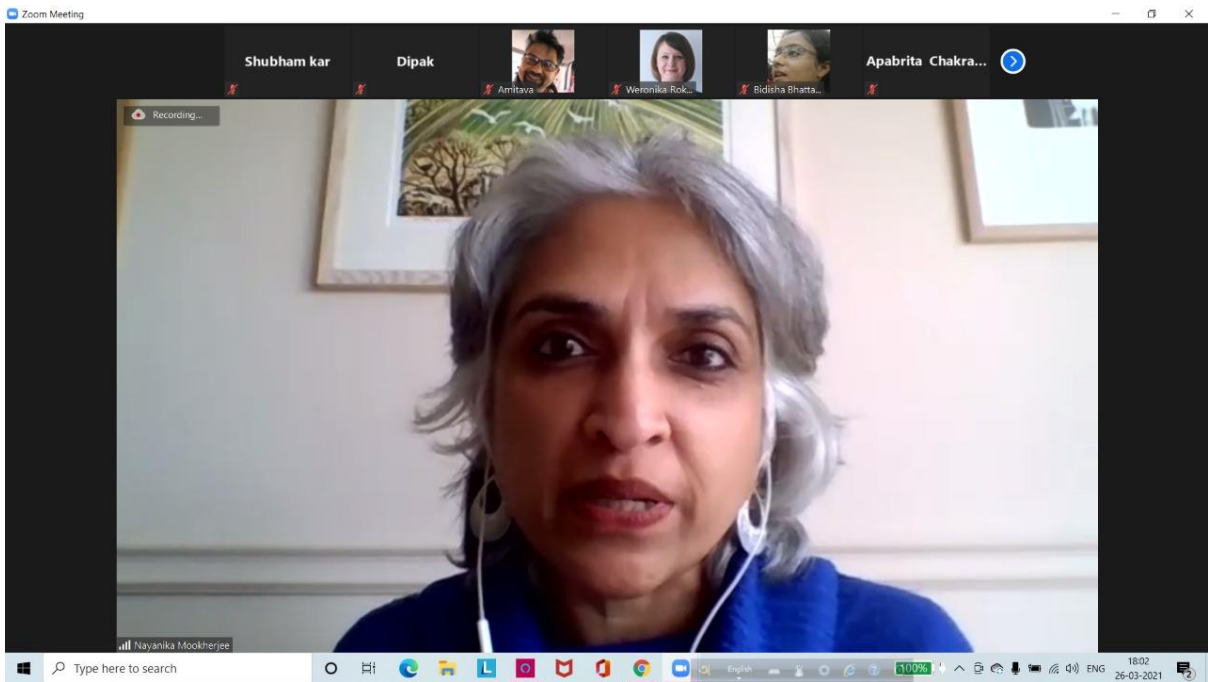 Zoom Meeting
Shubham kar
Dipak
Amitava
Weronika Rok...
Bidisha Bhatta...
Apabrita Chakra...
Recording...
Nayanika Mookherjee
Type here to search
English
100%
ENG
18:02
26-03-2021
2